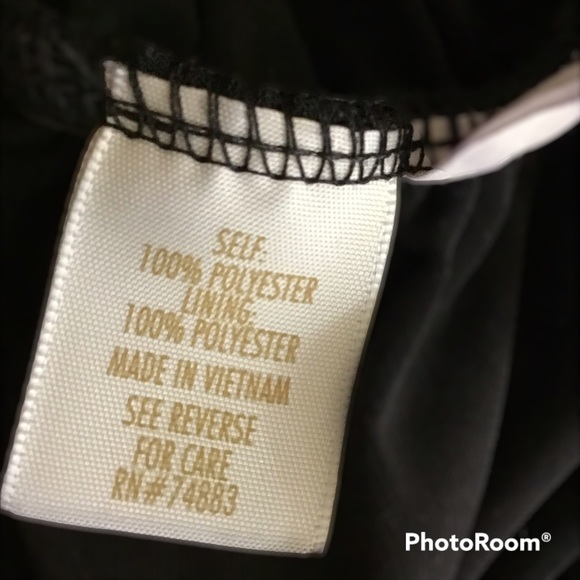 SELF:
100% POLYESTER
LINING:
100% POLYESTER
MADE IN VIETNAM
SEE REVERSE
FOR CARE
RN#74883
PhotoRoom®